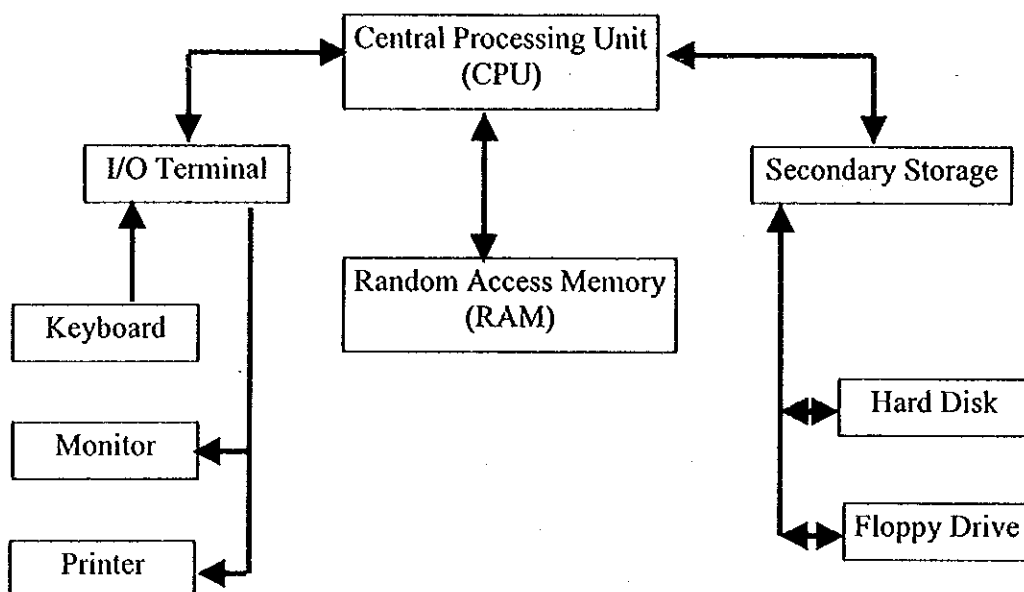 Central Processing Unit
(CPU)
I/O Terminal
Secondary Storage
Random Access Memory
(RAM)
Keyboard
Hard Disk
Monitor
Floppy Drive
Printer